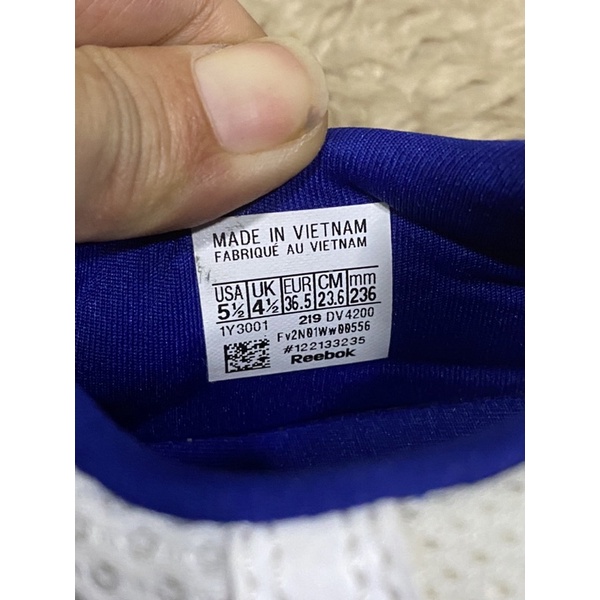 MADE IN VIETNAM
FABRIQUÉ AU VIETNAM
USA UK EUR CM mm
5½ 4½ 36.5 23.6 236
1Y3001 219 DV4200
Fv2N01Ww00556
#122133235
Reebok